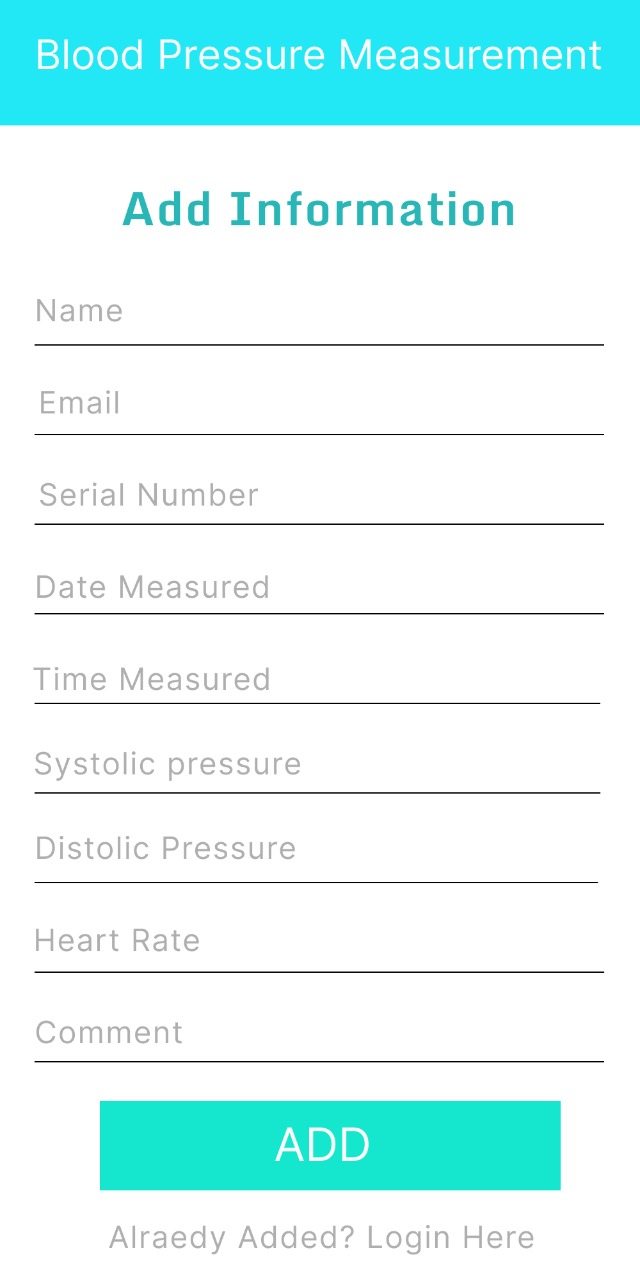 Blood Pressure Measurement
Add Information
Name
Email
Serial Number
Date Measured
Time Measured
Systolic pressure
Distolic Pressure
Heart Rate
Comment
ADD
Alraedy Added? Login Here